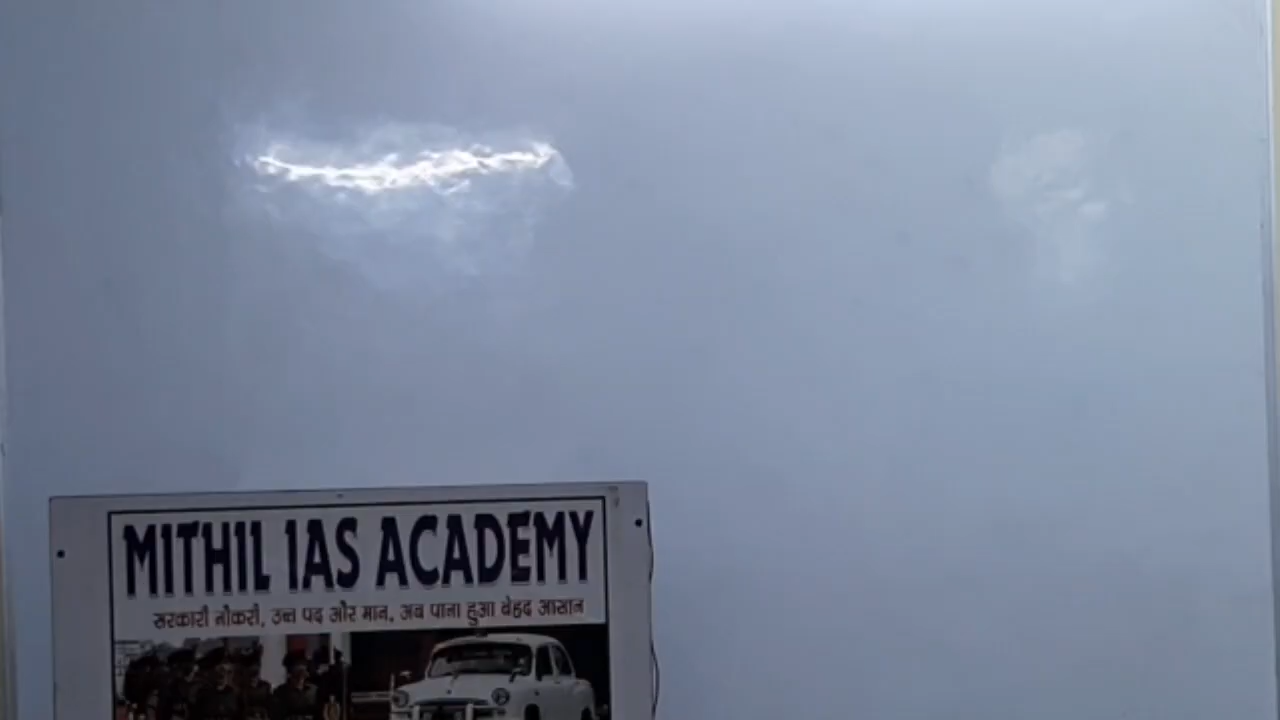 MITHIL IAS ACADEMY
सरकारी नौकरी, उच्च पद और मान, अब पाना हुआ बेहद आसान